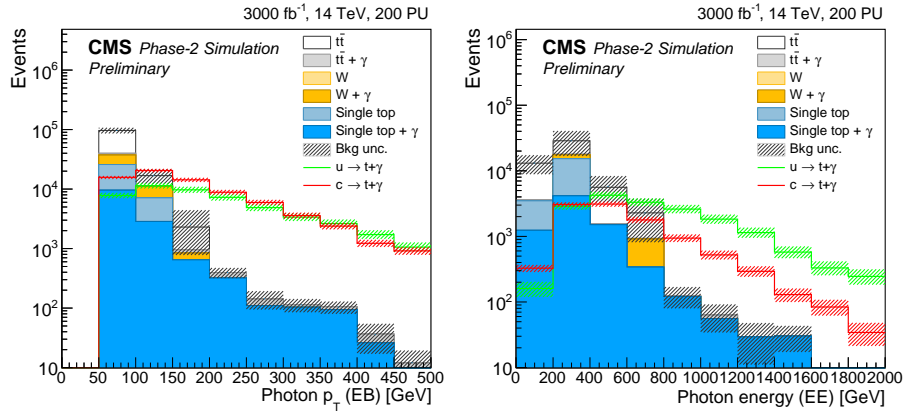 3000 fb⁻¹, 14 TeV, 200 PU
Events
CMS Phase-2 Simulation
Preliminary
tt̄
tt̄ + γ
W
W + γ
Single top
Single top + γ
Bkg unc.
u → t+γ
c → t+γ
10⁶
10⁵
10⁴
10³
10²
10
0 50 100 150 200 250 300 350 400 450 500
Photon p_T (EB) [GeV]
3000 fb⁻¹, 14 TeV, 200 PU
Events
CMS Phase-2 Simulation
Preliminary
tt̄
tt̄ + γ
W
W + γ
Single top
Single top + γ
Bkg unc.
u → t+γ
c → t+γ
10⁶
10⁵
10⁴
10³
10²
10
0 200 400 600 800 1000 1200 1400 1600 1800 2000
Photon energy (EE) [GeV]